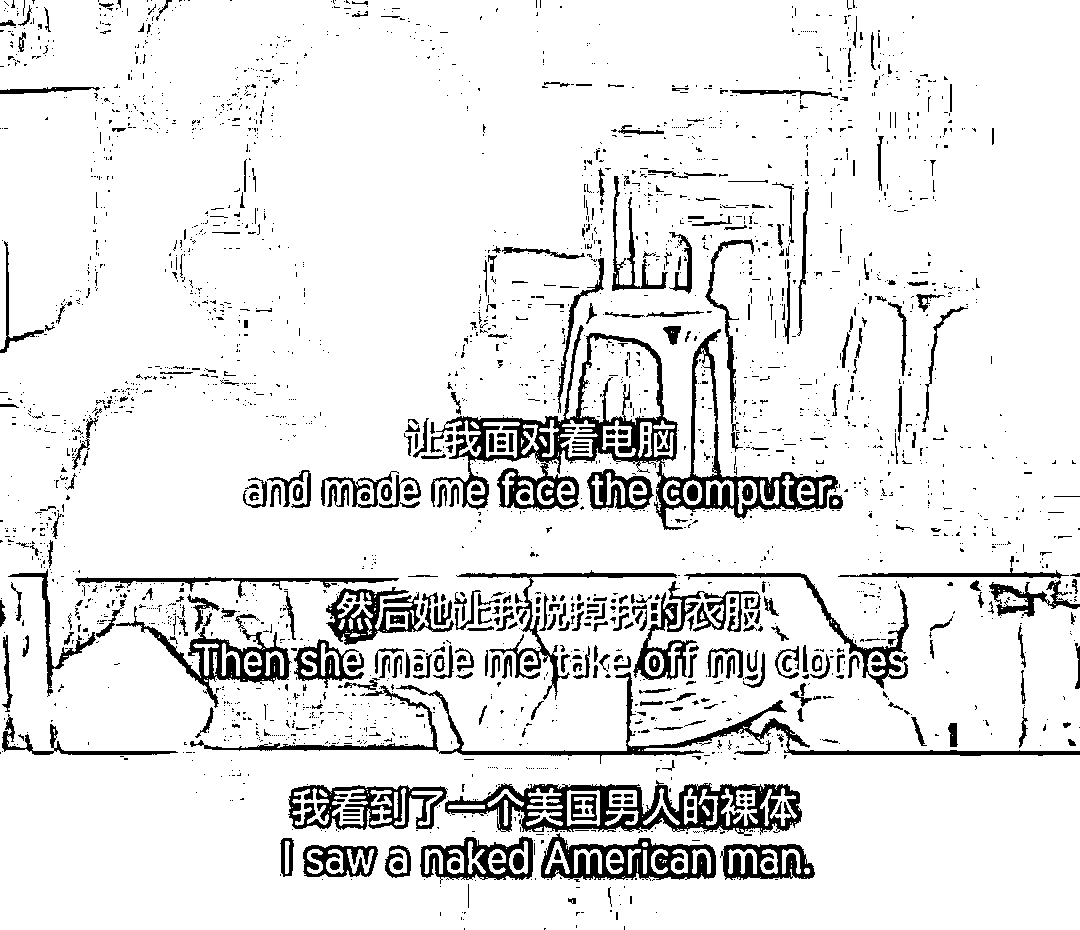 让我面对着电脑
and made me face the computer.
然后她让我脱掉我的衣服
Then she made me take off my clothes
我看到了一个美国男人的裸体
I saw a naked American man.